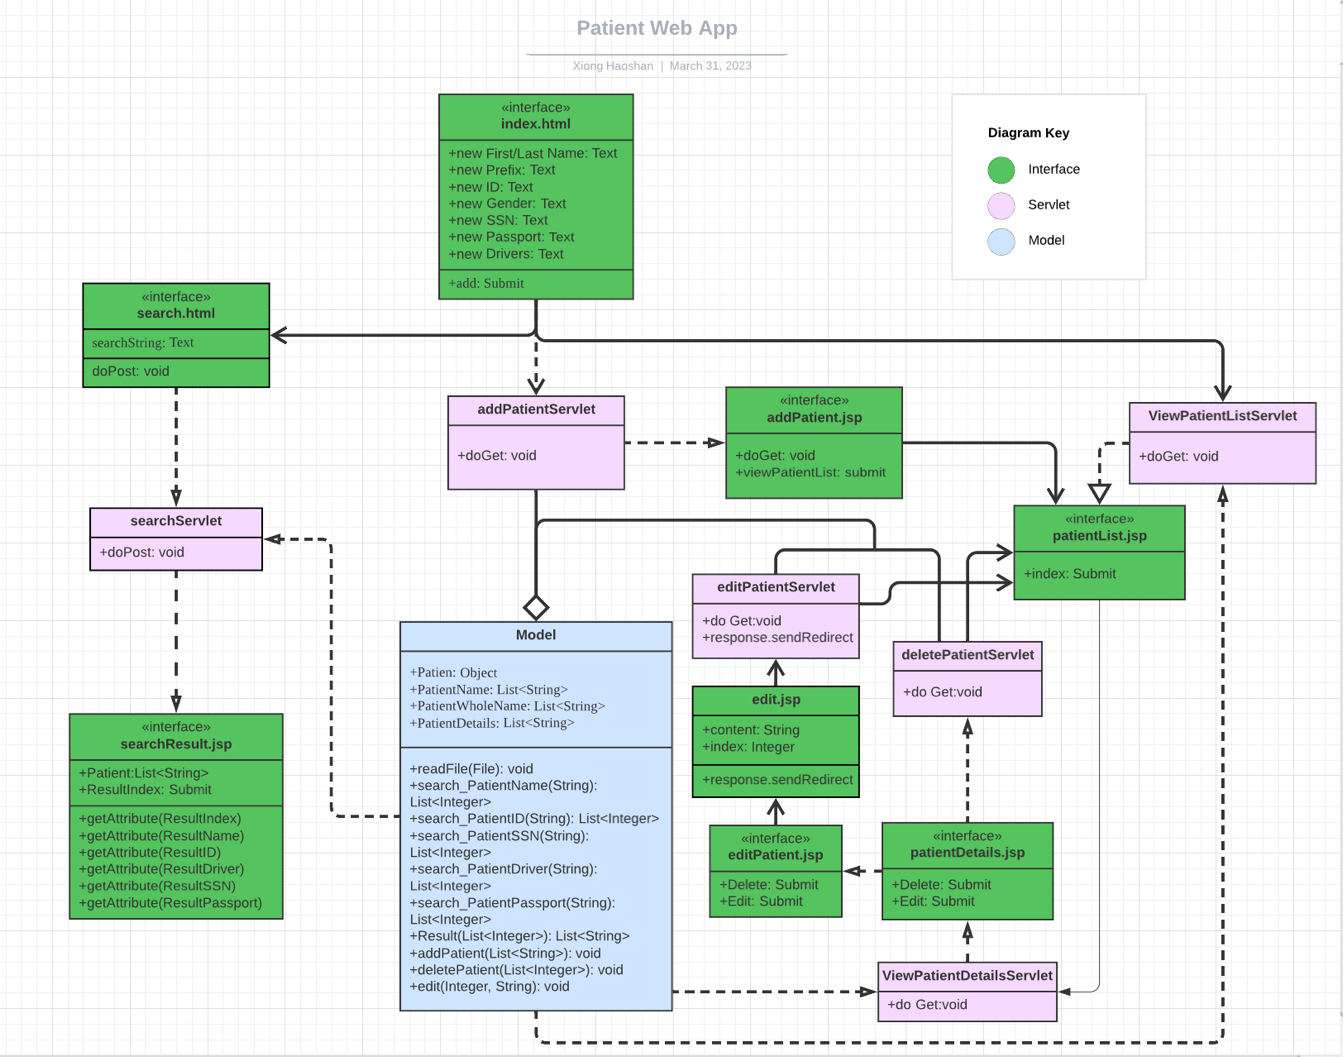 Patient Web App
Xiong Haoshan | March 31, 2023
«interface»
index.html
+new First/Last Name: Text
+new Prefix: Text
+new ID: Text
+new Gender: Text
+new SSN: Text
+new Passport: Text
+new Drivers: Text
+add: Submit
Diagram Key
Interface
Servlet
Model
«interface»
search.html
searchString: Text
doPost: void
addPatientServlet
+doGet: void
«interface»
addPatient.jsp
+doGet: void
+viewPatientList: submit
ViewPatientListServlet
+doGet: void
searchServlet
+doPost: void
«interface»
patientList.jsp
+index: Submit
editPatientServlet
+do Get:void
+response.sendRedirect
deletePatientServlet
+do Get:void
Model
+Patien: Object
+PatientName: List<String>
+PatientWholeName: List<String>
+PatientDetails: List<String>
+readFile(File): void
+search_PatientName(String):
List<Integer>
+search_PatientID(String): List<Integer>
+search_PatientSSN(String):
List<Integer>
+search_PatientDriver(String):
List<Integer>
+search_PatientPassport(String):
List<Integer>
+Result(List<Integer>): List<String>
+addPatient(List<String>): void
+deletePatient(List<Integer>): void
+edit(Integer, String): void
edit.jsp
+content: String
+index: Integer
+response.sendRedirect
«interface»
searchResult.jsp
+Patient:List<String>
+ResultIndex: Submit
+getAttribute(ResultIndex)
+getAttribute(ResultName)
+getAttribute(ResultID)
+getAttribute(ResultDriver)
+getAttribute(ResultSSN)
+getAttribute(ResultPassport)
«interface»
editPatient.jsp
+Delete: Submit
+Edit: Submit
«interface»
patientDetails.jsp
+Delete: Submit
+Edit: Submit
ViewPatientDetailsServlet
+do Get:void